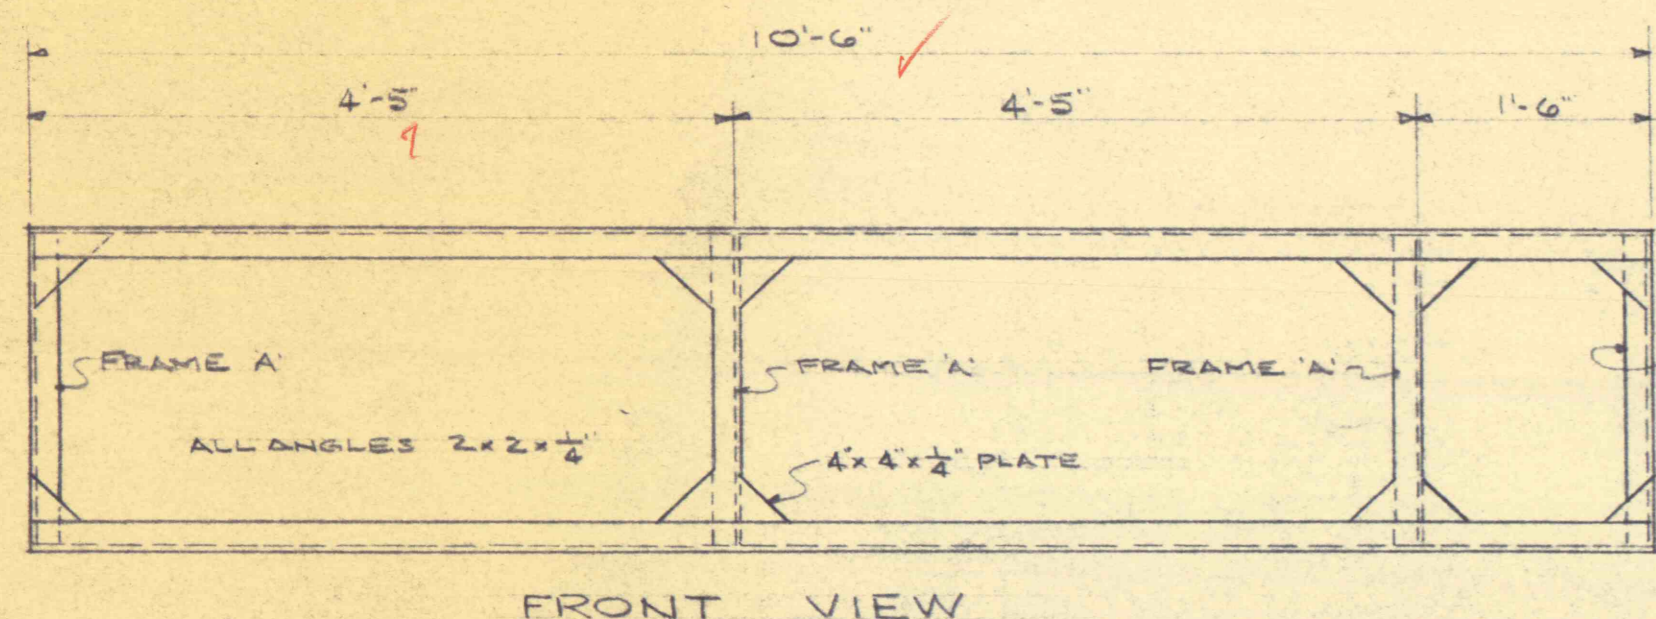 10'-6"
4'-5"
4'-5"
1'-6"
FRAME 'A'
FRAME 'A'
FRAME 'A'
ALL ANGLES 2 x 2 x 1/4"
4" x 4" x 1/4" PLATE
FRONT VIEW